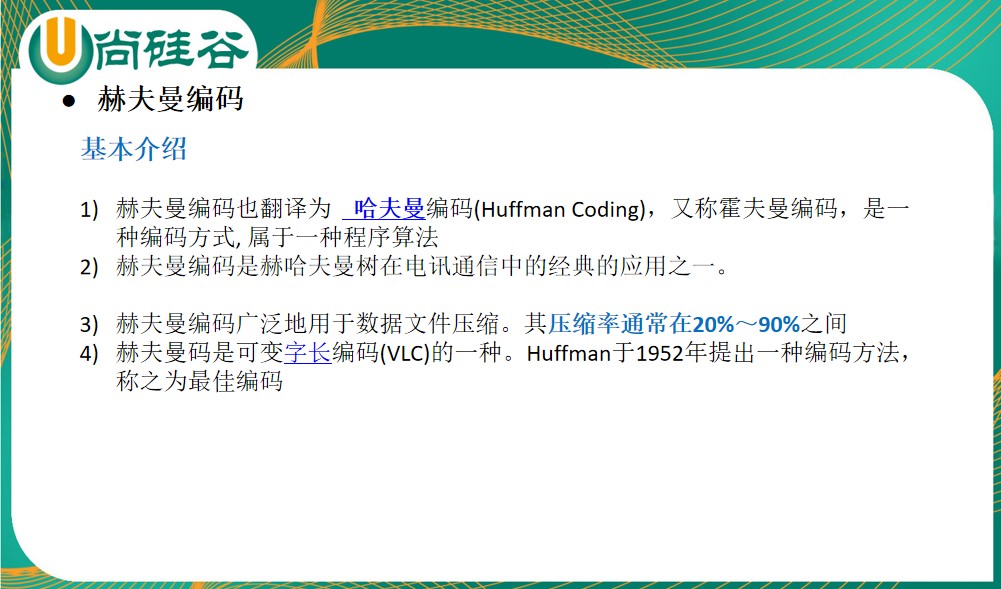 尚硅谷
● 赫夫曼编码
基本介绍
1) 赫夫曼编码也翻译为 哈夫曼编码(Huffman Coding)，又称霍夫曼编码，是一
种编码方式, 属于一种程序算法
2) 赫夫曼编码是赫哈夫曼树在电讯通信中的经典的应用之一。
3) 赫夫曼编码广泛地用于数据文件压缩。其压缩率通常在20%～90%之间
4) 赫夫曼码是可变字长编码(VLC)的一种。Huffman于1952年提出一种编码方法，
称之为最佳编码